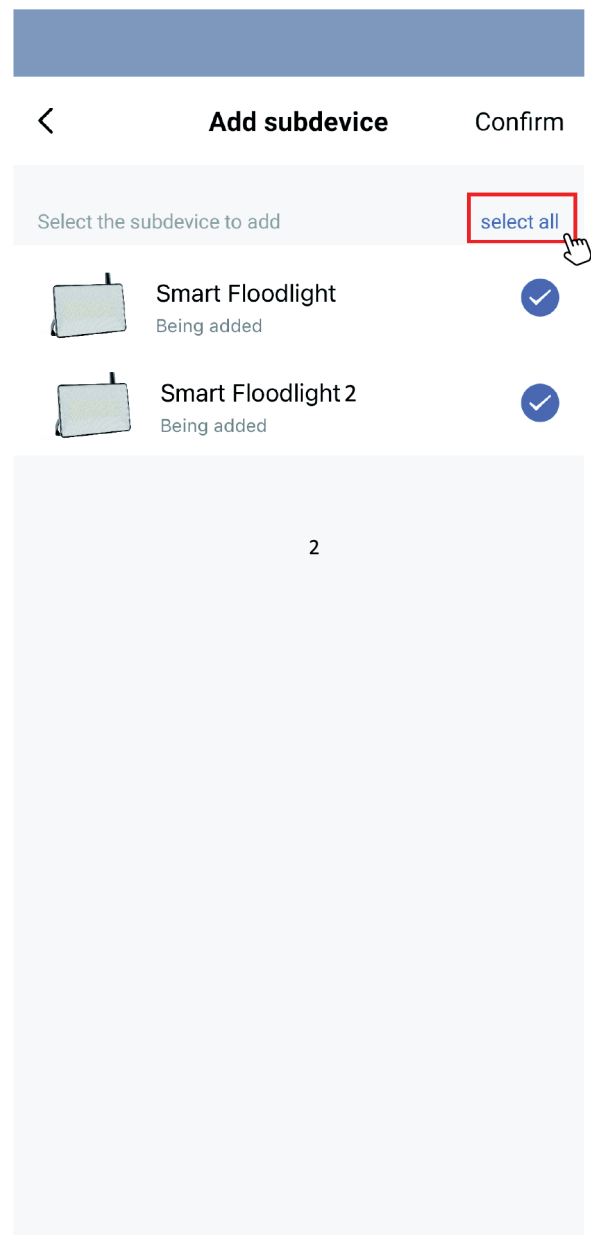 Add subdevice Confirm
Select the subdevice to add select all
Smart Floodlight
Being added
Smart Floodlight 2
Being added
2